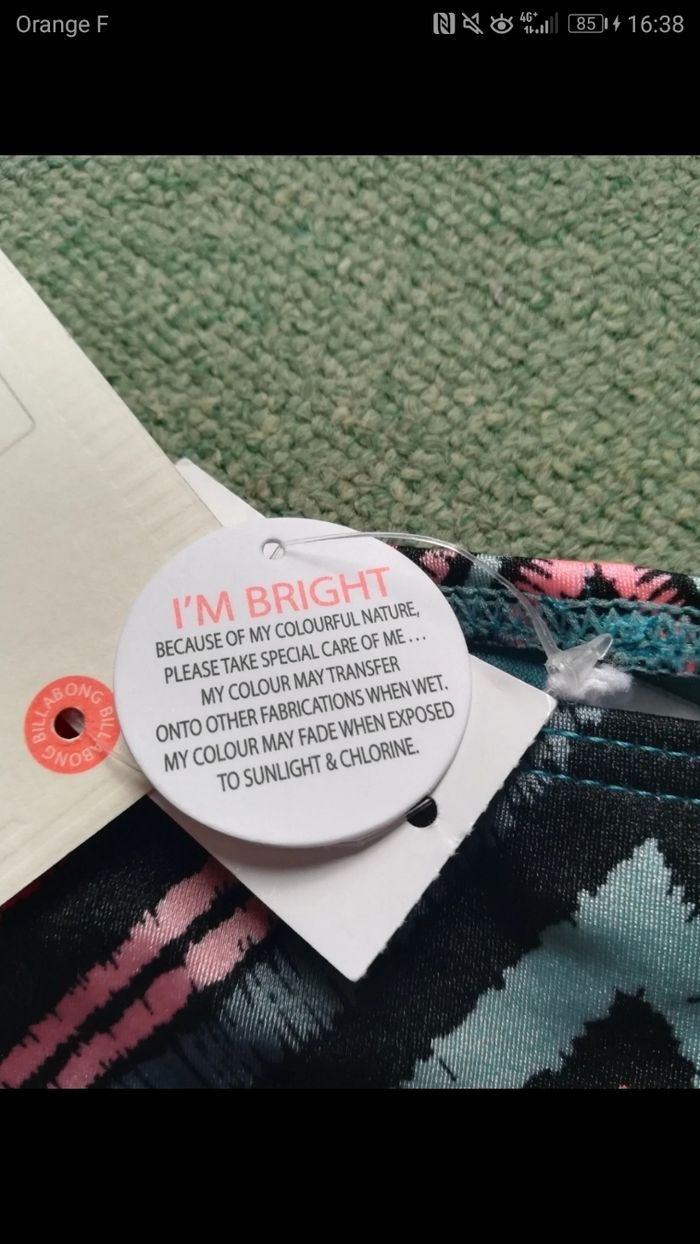 Orange F
4G+
85
16:38
I'M BRIGHT
BECAUSE OF MY COLOURFUL NATURE,
PLEASE TAKE SPECIAL CARE OF ME...
MY COLOUR MAY TRANSFER
ONTO OTHER FABRICATIONS WHEN WET.
MY COLOUR MAY FADE WHEN EXPOSED
TO SUNLIGHT & CHLORINE.
BILLABONG BILLABONG